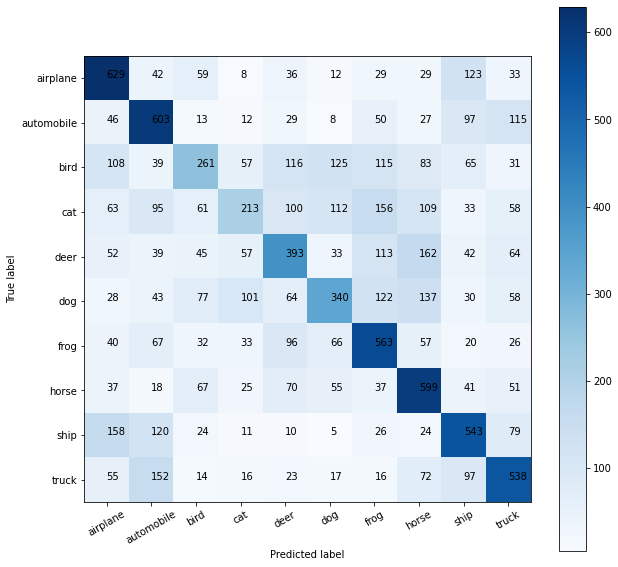 airplane 629 42 59 8 36 12 29 29 123 33
automobile 46 603 13 12 29 8 50 27 97 115
bird 108 39 261 57 116 125 115 83 65 31
cat 63 95 61 213 100 112 156 109 33 58
deer 52 39 45 57 393 33 113 162 42 64
dog 28 43 77 101 64 340 122 137 30 58
frog 40 67 32 33 96 66 563 57 20 26
horse 37 18 67 25 70 55 37 599 41 51
ship 158 120 24 11 10 5 26 24 543 79
truck 55 152 14 16 23 17 16 72 97 538
airplane automobile bird cat deer dog frog horse ship truck
True label
Predicted label
600
500
400
300
200
100